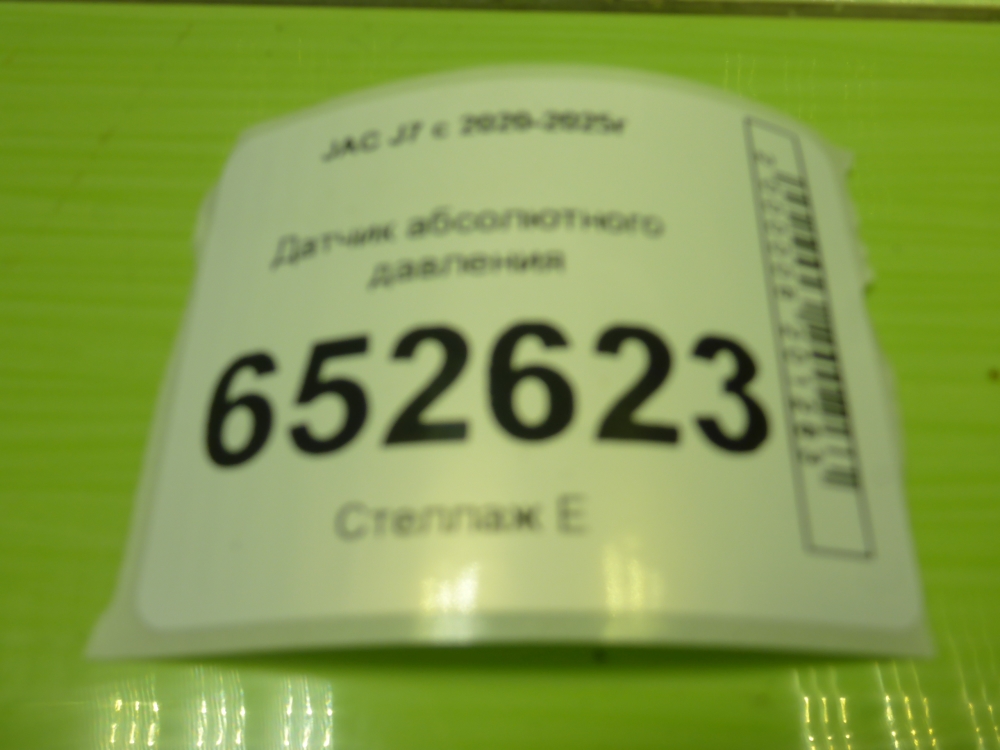 JAC J7 с 2020-2025г
Датчик абсолютного
давления
652623
Стеллаж Е